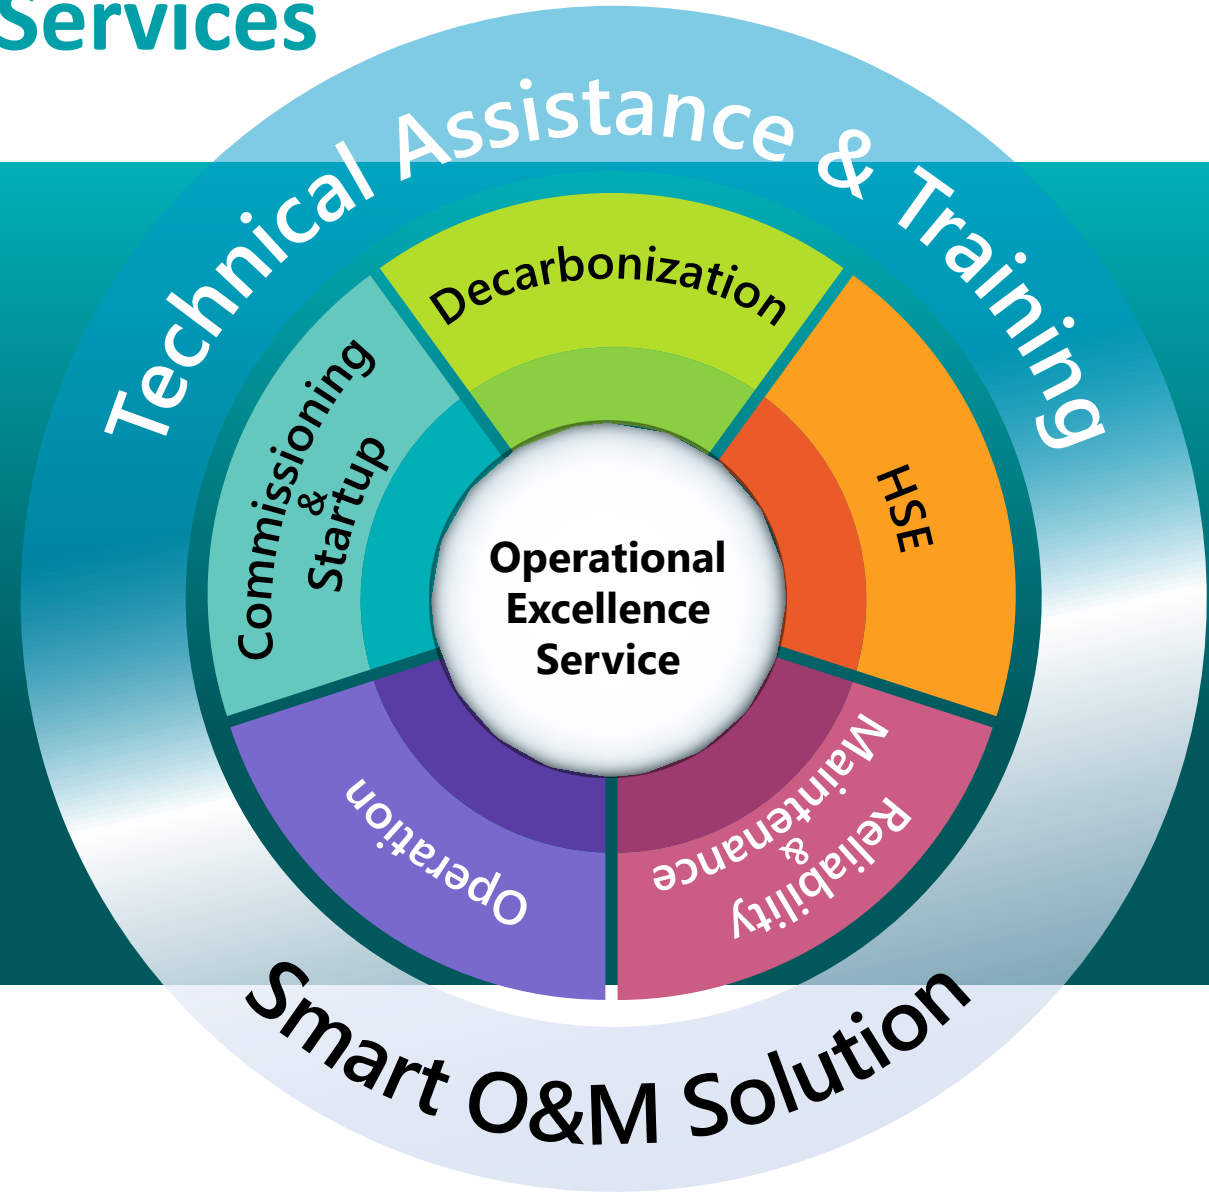 Services
Technical Assistance & Training
Decarbonization
HSE
Reliability
&
Maintenance
Operation
Commissioning
&
Startup
Operational
Excellence
Service
Smart O&M Solution